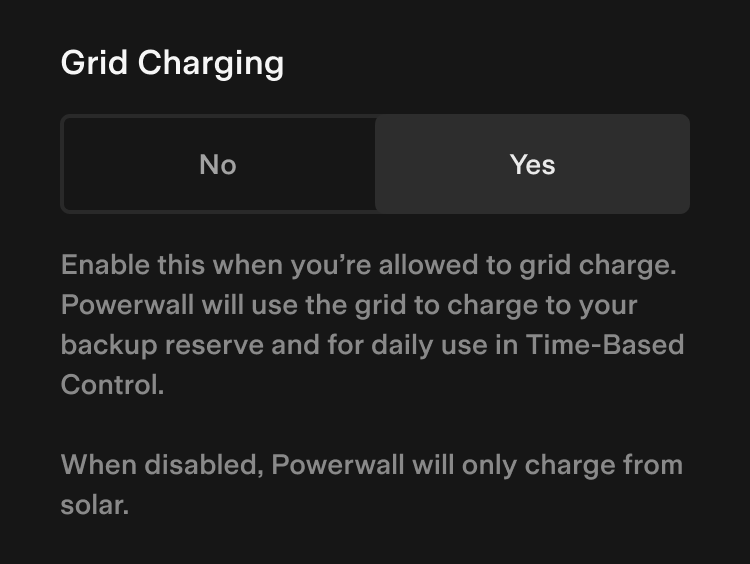 Grid Charging
No
Yes
Enable this when you’re allowed to grid charge.
Powerwall will use the grid to charge to your
backup reserve and for daily use in Time-Based
Control.
When disabled, Powerwall will only charge from
solar.